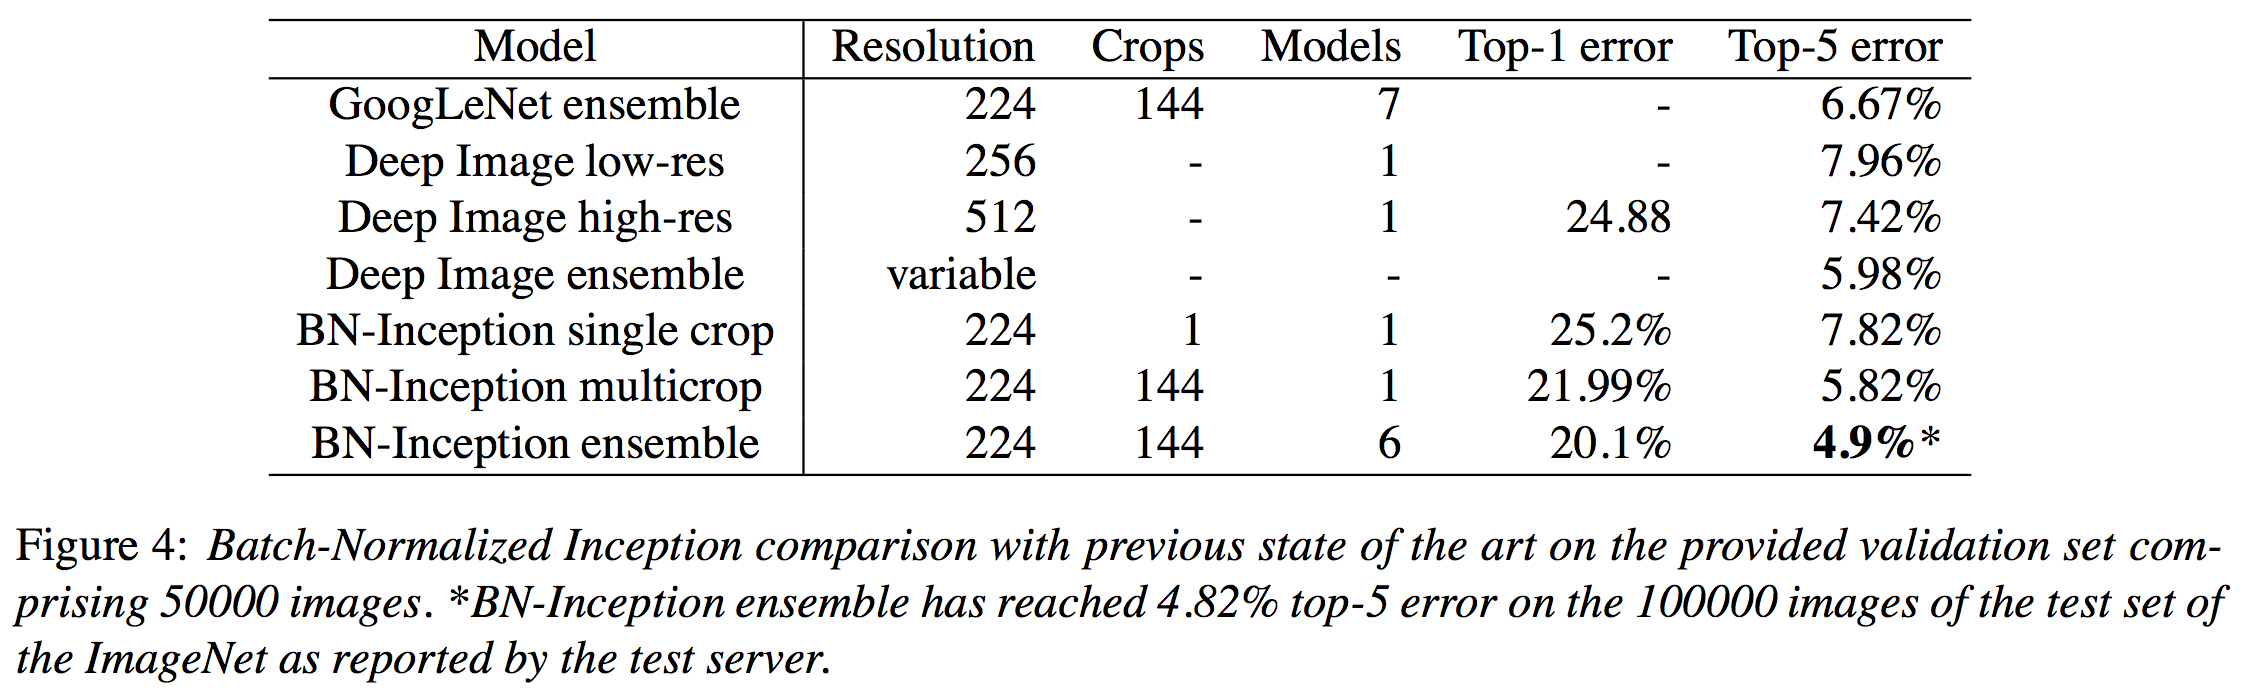 Model Resolution Crops Models Top-1 error Top-5 error
GoogLeNet ensemble 224 144 7 - 6.67%
Deep Image low-res 256 - 1 - 7.96%
Deep Image high-res 512 - 1 24.88 7.42%
Deep Image ensemble variable - - - 5.98%
BN-Inception single crop 224 1 1 25.2% 7.82%
BN-Inception multicrop 224 144 1 21.99% 5.82%
BN-Inception ensemble 224 144 6 20.1% 4.9%*
Figure 4: Batch-Normalized Inception comparison with previous state of the art on the provided validation set com-
prising 50000 images. *BN-Inception ensemble has reached 4.82% top-5 error on the 100000 images of the test set of
the ImageNet as reported by the test server.